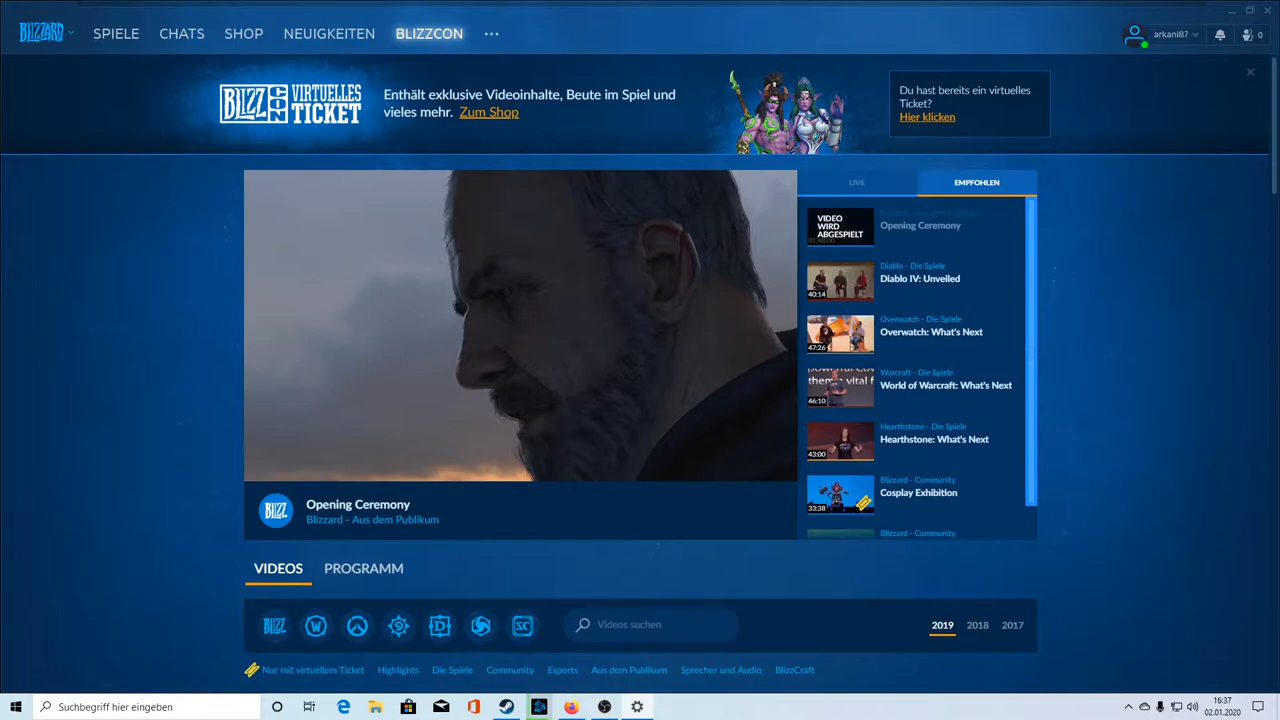 BLIZZARD
SPIELE
CHATS
SHOP
NEUIGKEITEN
BLIZZCON
arkani87
0
BLIZZ CON VIRTUELLES TICKET
Enthält exklusive Videoinhalte, Beute im Spiel und
vieles mehr. Zum Shop
Du hast bereits ein virtuelles
Ticket?
Hier klicken
LIVE
EMPFOHLEN
VIDEO
WIRD
ABGESPIELT
01:48:00
Opening Ceremony
Diablo - Die Spiele
Diablo IV: Unveiled
40:14
Overwatch - Die Spiele
Overwatch: What's Next
47:26
Warcraft - Die Spiele
World of Warcraft: What's Next
46:10
Hearthstone - Die Spiele
Hearthstone: What's Next
43:00
Blizzard - Community
Cosplay Exhibition
33:38
Blizzard - Community
BLIZZ
Opening Ceremony
Blizzard - Aus dem Publikum
VIDEOS
PROGRAMM
BLIZZ
W
D
SC
Videos suchen
2019
2018
2017
Nur mit virtuellem Ticket
Highlights
Die Spiele
Community
Esports
Aus dem Publikum
Sprecher und Audio
BlizzCraft
Suchbegriff hier eingeben
16:37
02.01.2020